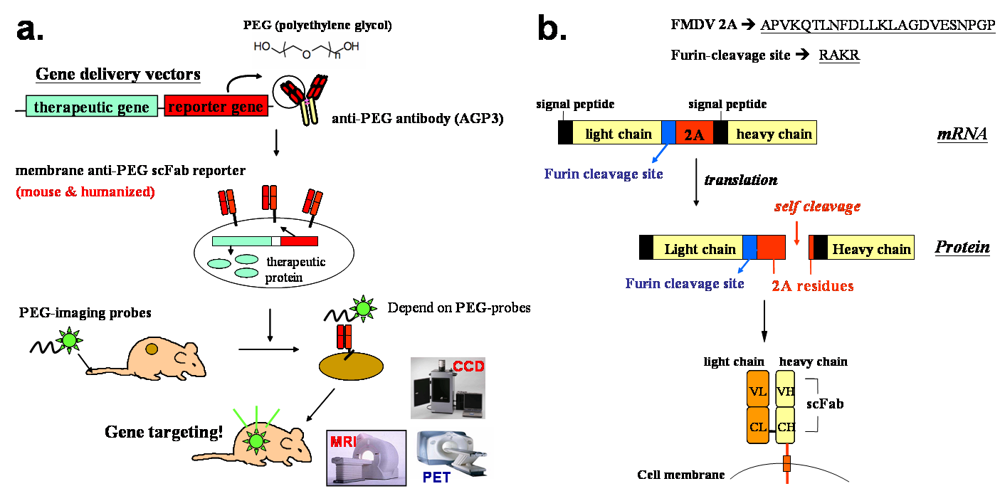 a.
PEG (polyethylene glycol)
HO
O
n
OH
Gene delivery vectors
therapeutic gene
reporter gene
anti-PEG antibody (AGP3)
membrane anti-PEG scFab reporter
(mouse & humanized)
therapeutic
protein
PEG-imaging probes
Depend on PEG-probes
CCD
Gene targeting!
MRI
PET
b.
FMDV 2A → APVKQTLNFDLLKLAGDVESNPGP
Furin-cleavage site → RAKR
signal peptide
signal peptide
light chain
2A
heavy chain
mRNA
Furin cleavage site
translation
self cleavage
Light chain
Heavy chain
Protein
Furin cleavage site
2A residues
light chain
heavy chain
VL
VH
scFab
CL
CH
Cell membrane